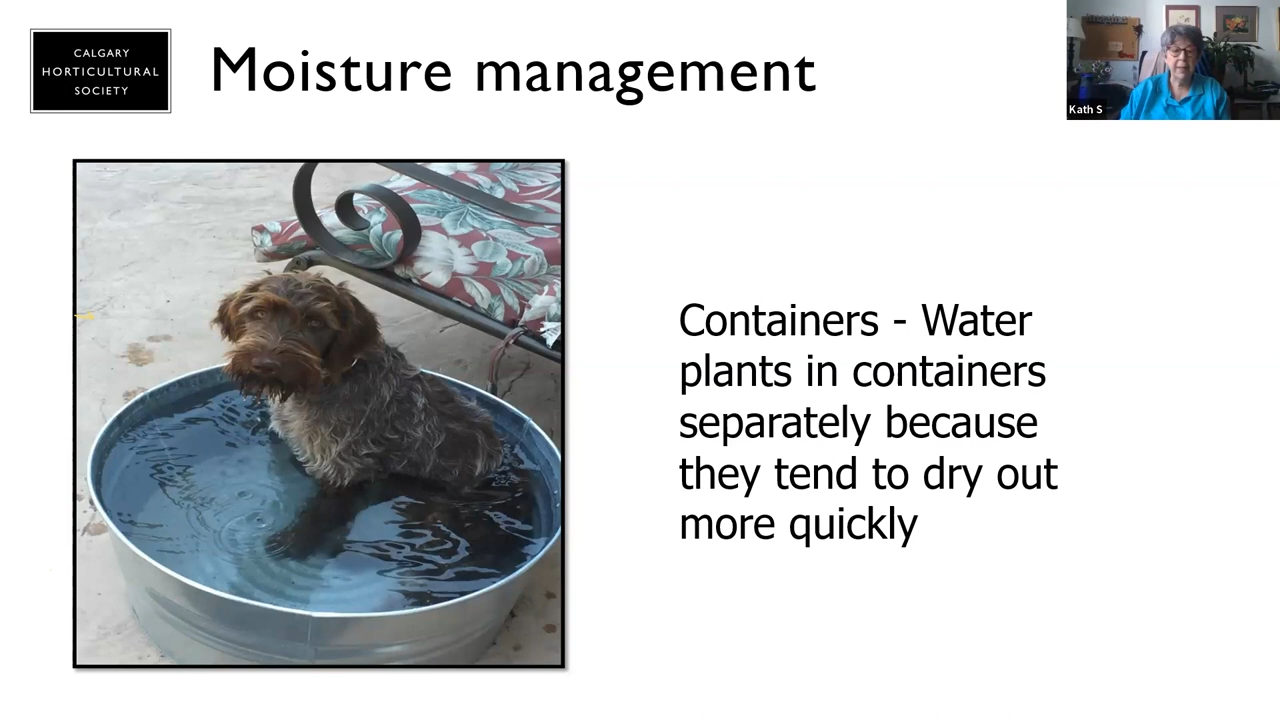 CALGARY
HORTICULTURAL
SOCIETY
Moisture management
Kath S
Containers - Water
plants in containers
separately because
they tend to dry out
more quickly